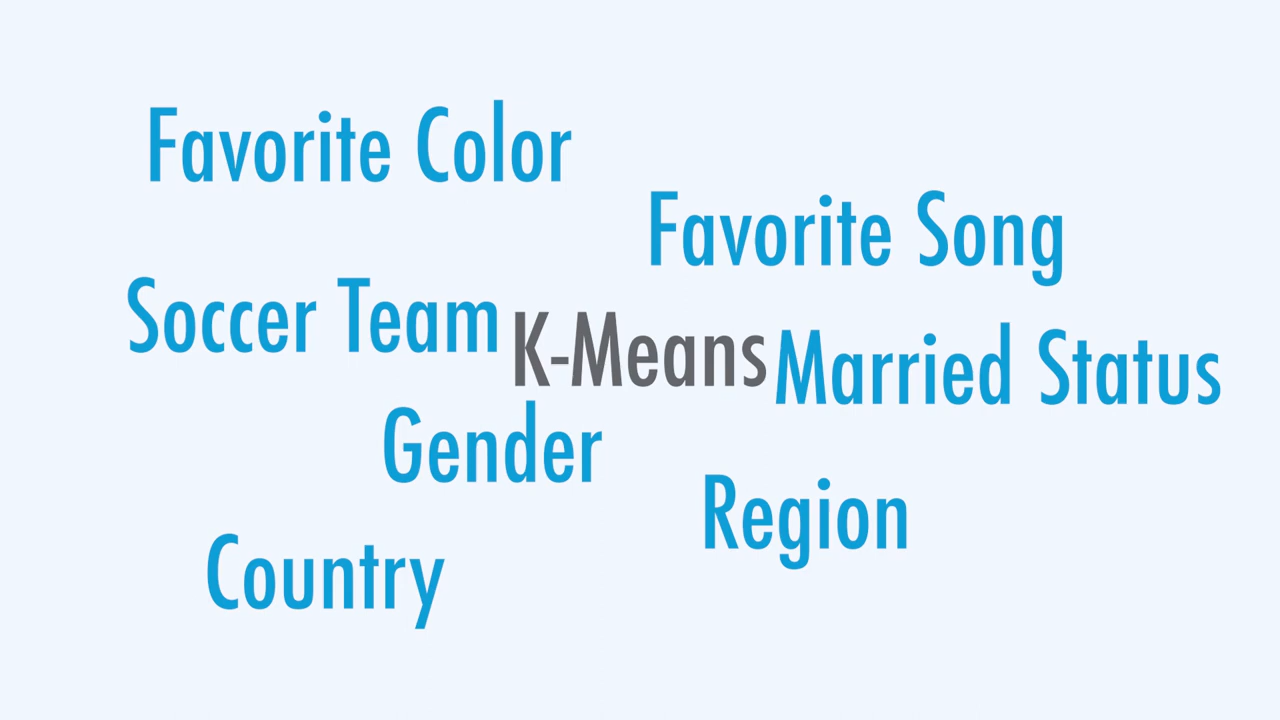 Favorite Color
Favorite Song
Soccer Team
K-Means
Married Status
Gender
Region
Country